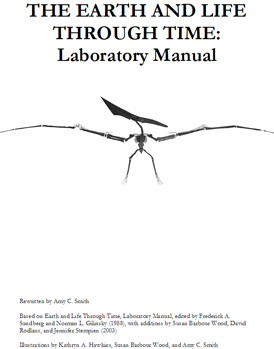 THE EARTH AND LIFE
THROUGH TIME:
Laboratory Manual
Rewritten by Amy C. Smith
Based on Earth and Life Through Time, Laboratory Manual, edited by Frederick A.
Sundberg and Norman L. Gilinsky (1988), with additions by Susan Barbour Wood, David
Rodland, and Jennifer Stempien (2003)
Illustrations by Kathryn A. Hawkins, Susan Barbour Wood, and Amy C. Smith